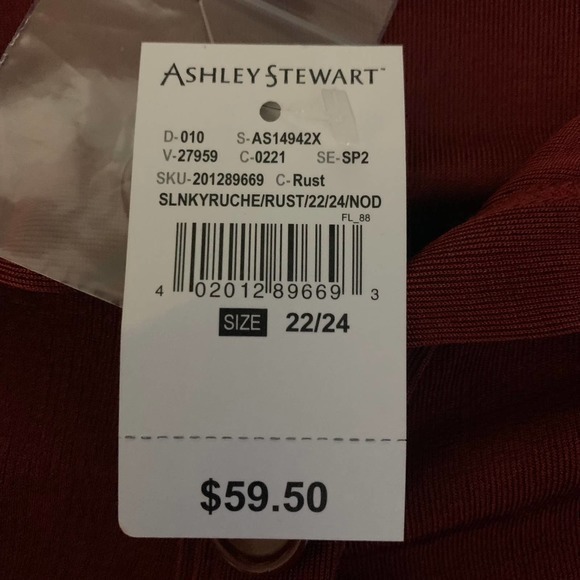 ASHLEY STEWART™
D-010 S-AS14942X
V-27959 C-0221 SE-SP2
SKU-201289669 C-Rust
SLNKYRUCHE/RUST/22/24/NOD
FL_88
4 02012 89669 3
SIZE 22/24
$59.50